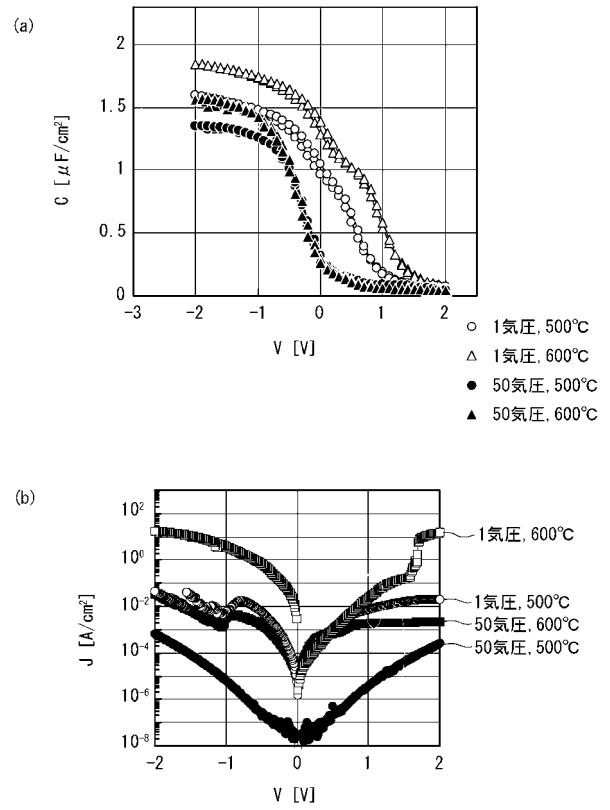 (a)
2
1.5
1
0.5
0
C [μF/cm²]
-3 -2 -1 0 1 2
V [V]
○ 1気圧, 500℃
△ 1気圧, 600℃
● 50気圧, 500℃
▲ 50気圧, 600℃
(b)
10²
10⁰
10⁻²
10⁻⁴
10⁻⁶
10⁻⁸
J [A/cm²]
1気圧, 600℃
1気圧, 500℃
50気圧, 600℃
50気圧, 500℃
-2 -1 0 1 2
V [V]